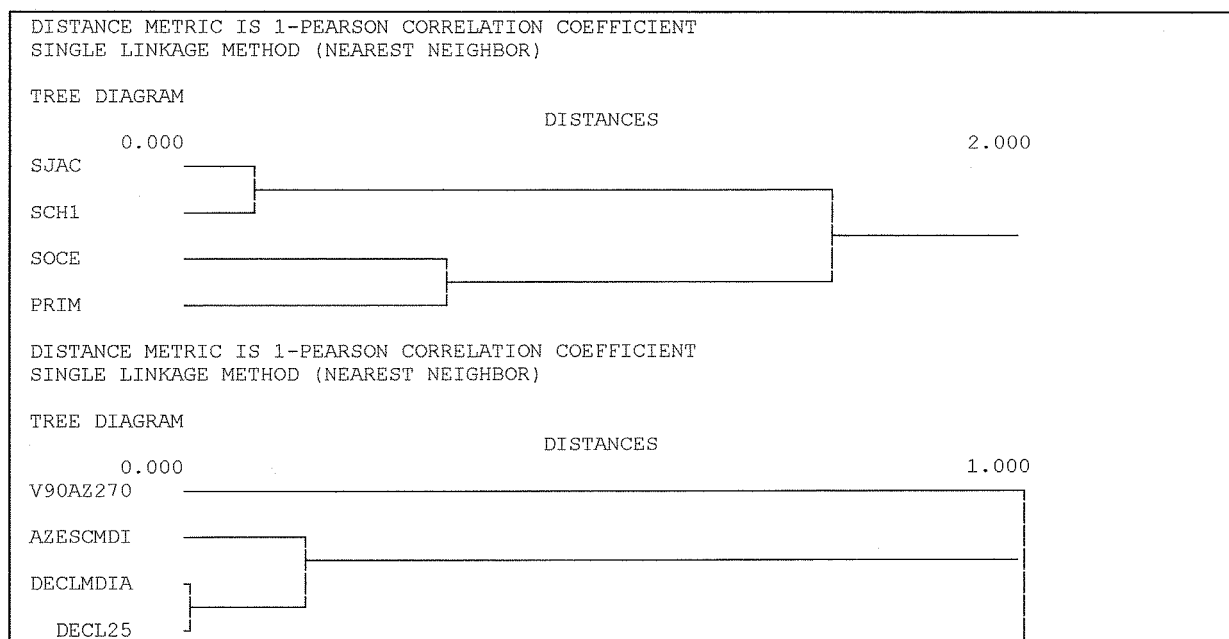 DISTANCE METRIC IS 1-PEARSON CORRELATION COEFFICIENT
SINGLE LINKAGE METHOD (NEAREST NEIGHBOR)
TREE DIAGRAM
DISTANCES
0.000 2.000
SJAC
SCH1
SOCE
PRIM
DISTANCE METRIC IS 1-PEARSON CORRELATION COEFFICIENT
SINGLE LINKAGE METHOD (NEAREST NEIGHBOR)
TREE DIAGRAM
DISTANCES
0.000 1.000
V90AZ270
AZESCMDI
DECLMDIA
DECL25